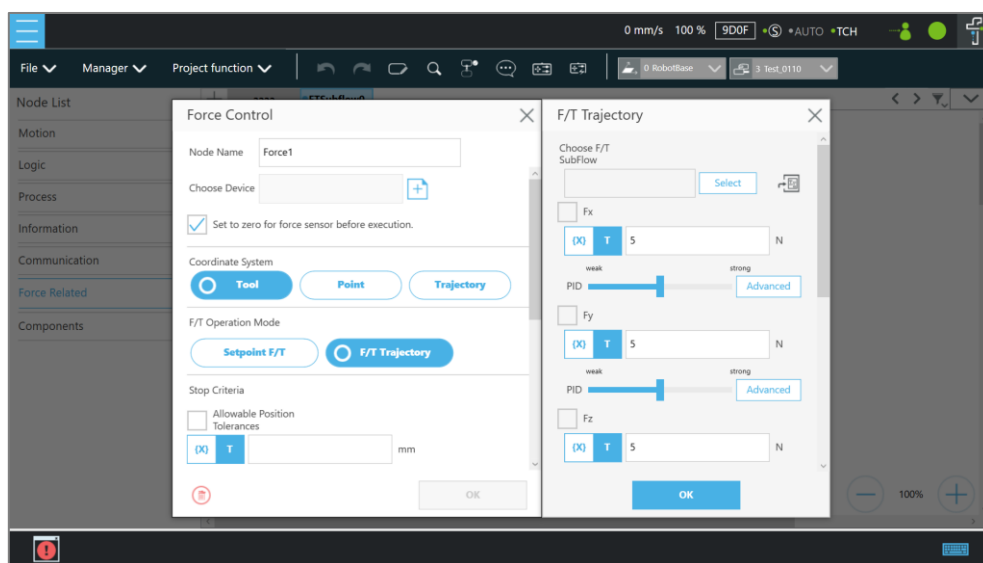 0 mm/s 100 % 9DOF Ⓢ AUTO TCH
File Manager Project function 0 RobotBase 3 Test_0110
Node List
Motion
Logic
Process
Information
Communication
Force Related
Components
Force Control
Node Name Force1
Choose Device
Set to zero for force sensor before execution.
Coordinate System
Tool Point Trajectory
F/T Operation Mode
Setpoint F/T F/T Trajectory
Stop Criteria
Allowable Position
Tolerances
{X} T mm
OK
F/T Trajectory
Choose F/T
SubFlow
Select
Fx
{X} T 5 N
weak strong
PID Advanced
Fy
{X} T 5 N
weak strong
PID Advanced
Fz
{X} T 5 N
OK
100%